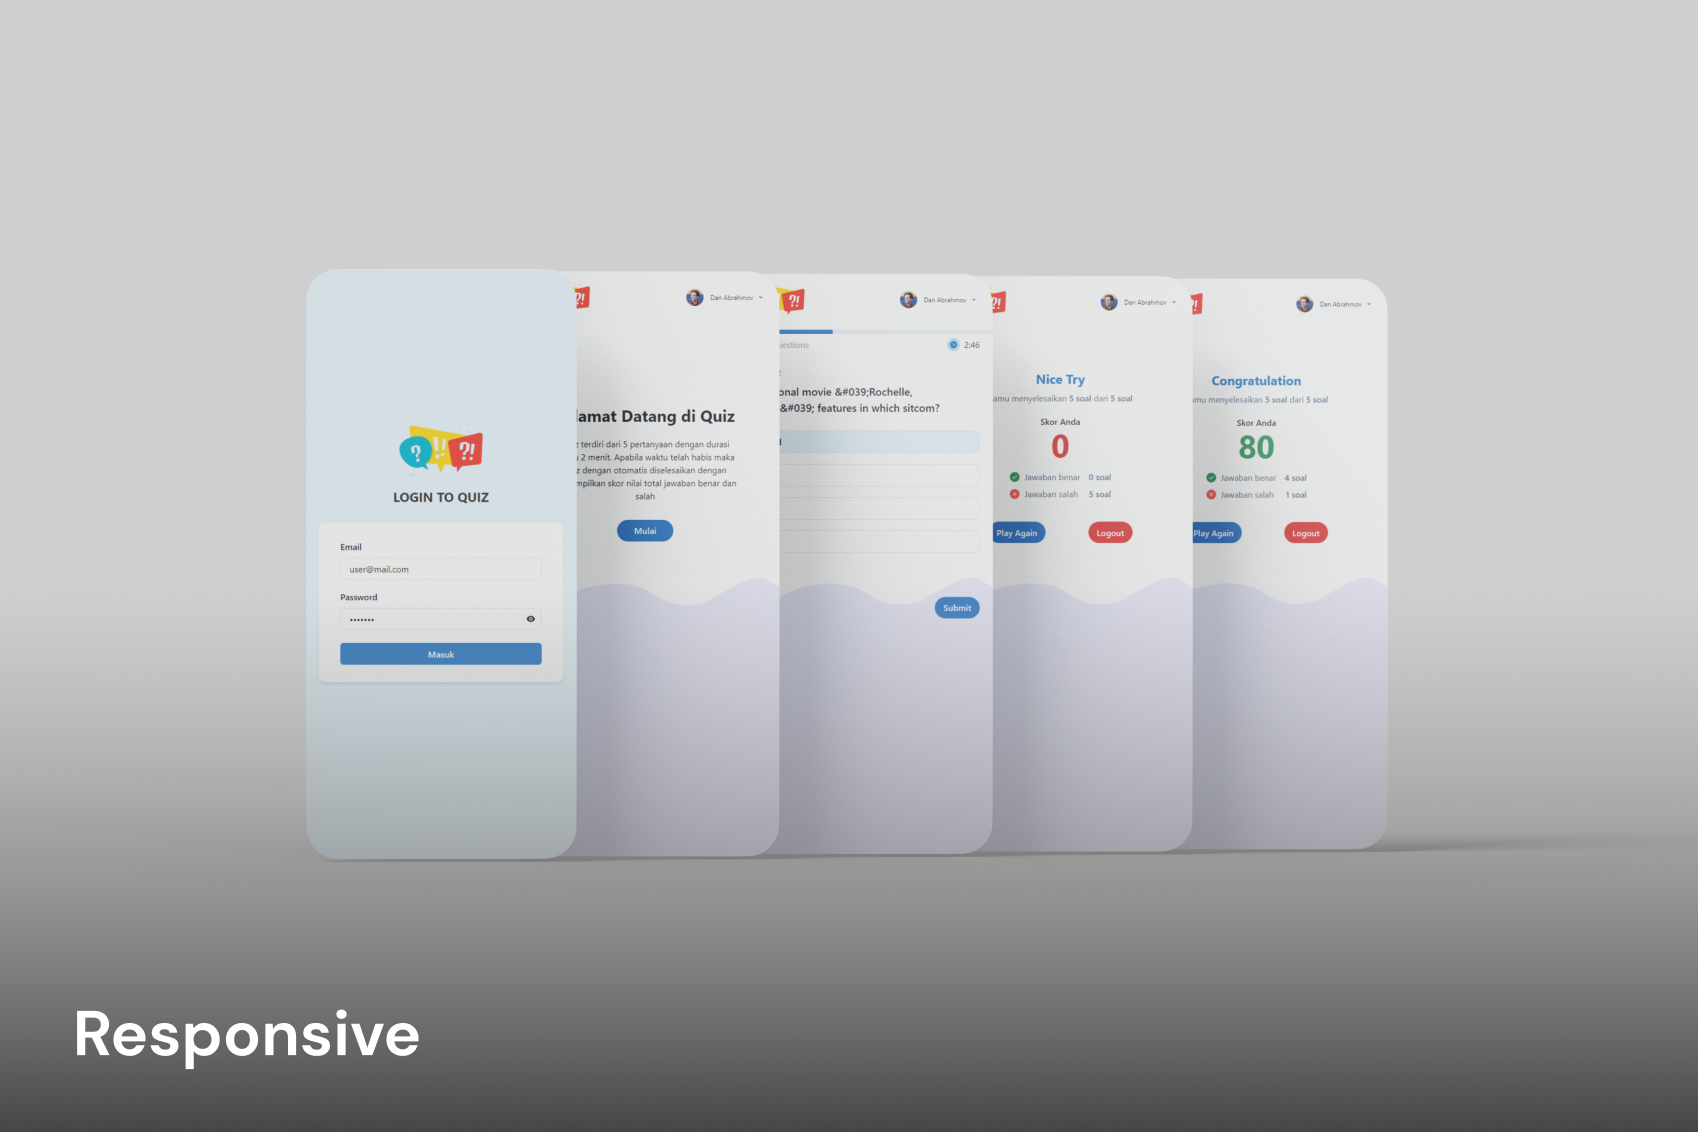 ?
!!
?!
LOGIN TO QUIZ
Email
user@mail.com
Password
•••••••
Masuk
?!
Dan Abrahmov
lamat Datang di Quiz
z terdiri dari 5 pertanyaan dengan durasi
2 menit. Apabila waktu telah habis maka
z dengan otomatis diselesaikan dengan
mpilkan skor nilai total jawaban benar dan
salah
Mulai
?!
Dan Abrahmov
uestions
2:46
onal movie &#039;Rochelle,
&#039; features in which sitcom?
Submit
?!
Dan Abrahmov
Nice Try
amu menyelesaikan 5 soal dari 5 soal
Skor Anda
0
Jawaban benar 0 soal
Jawaban salah 5 soal
Play Again
Logout
?!
Dan Abrahmov
Congratulation
amu menyelesaikan 5 soal dari 5 soal
Skor Anda
80
Jawaban benar 4 soal
Jawaban salah 1 soal
Play Again
Logout
Responsive